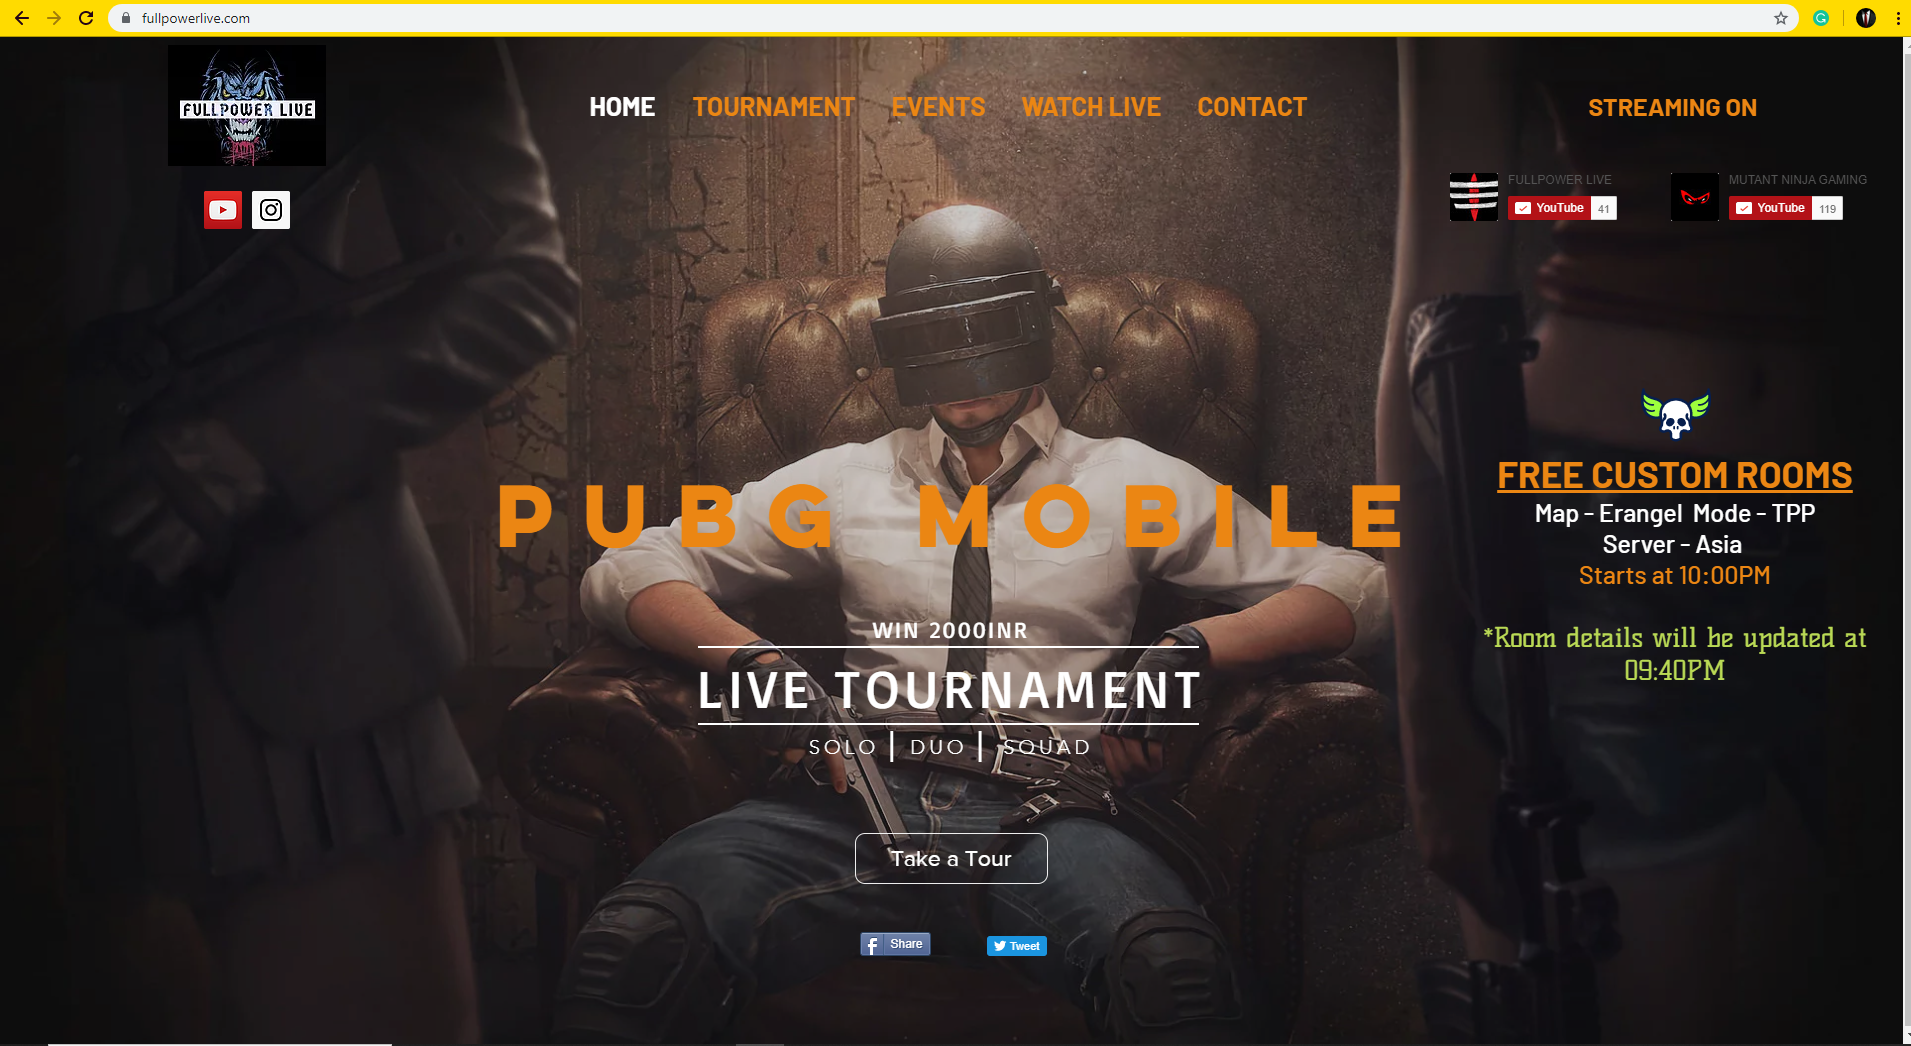 fullpowerlive.com
FULLPOWER LIVE
HOME
TOURNAMENT
EVENTS
WATCH LIVE
CONTACT
STREAMING ON
FULLPOWER LIVE
YouTube 41
MUTANT NINJA GAMING
YouTube 119
FREE CUSTOM ROOMS
Map - Erangel Mode - TPP
Server - Asia
Starts at 10:00PM
*Room details will be updated at
09:40PM
PUBG MOBILE
WIN 2000INR
LIVE TOURNAMENT
SOLO | DUO | SQUAD
Take a Tour
Share
Tweet